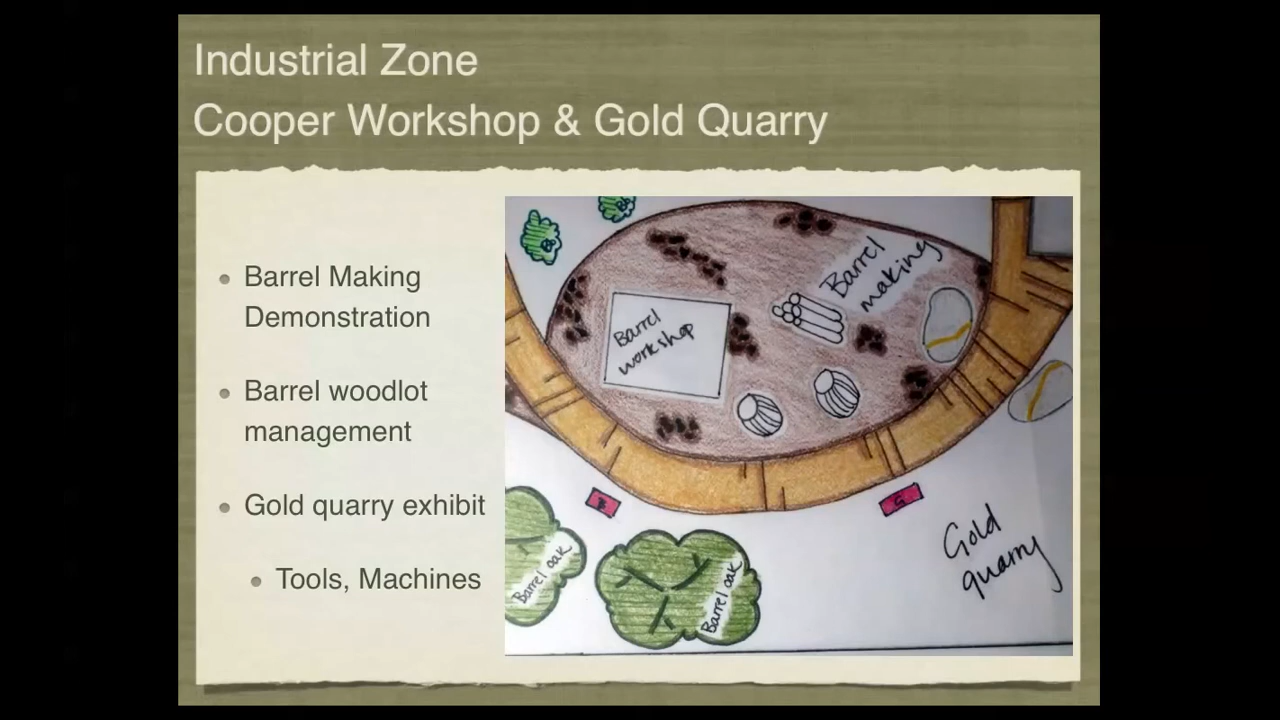 Industrial Zone
Cooper Workshop & Gold Quarry
Barrel Making
Demonstration
Barrel woodlot
management
Gold quarry exhibit
Tools, Machines
Barrel
making
Barrel
workshop
Barrel oak
Barrel oak
Gold
quarry